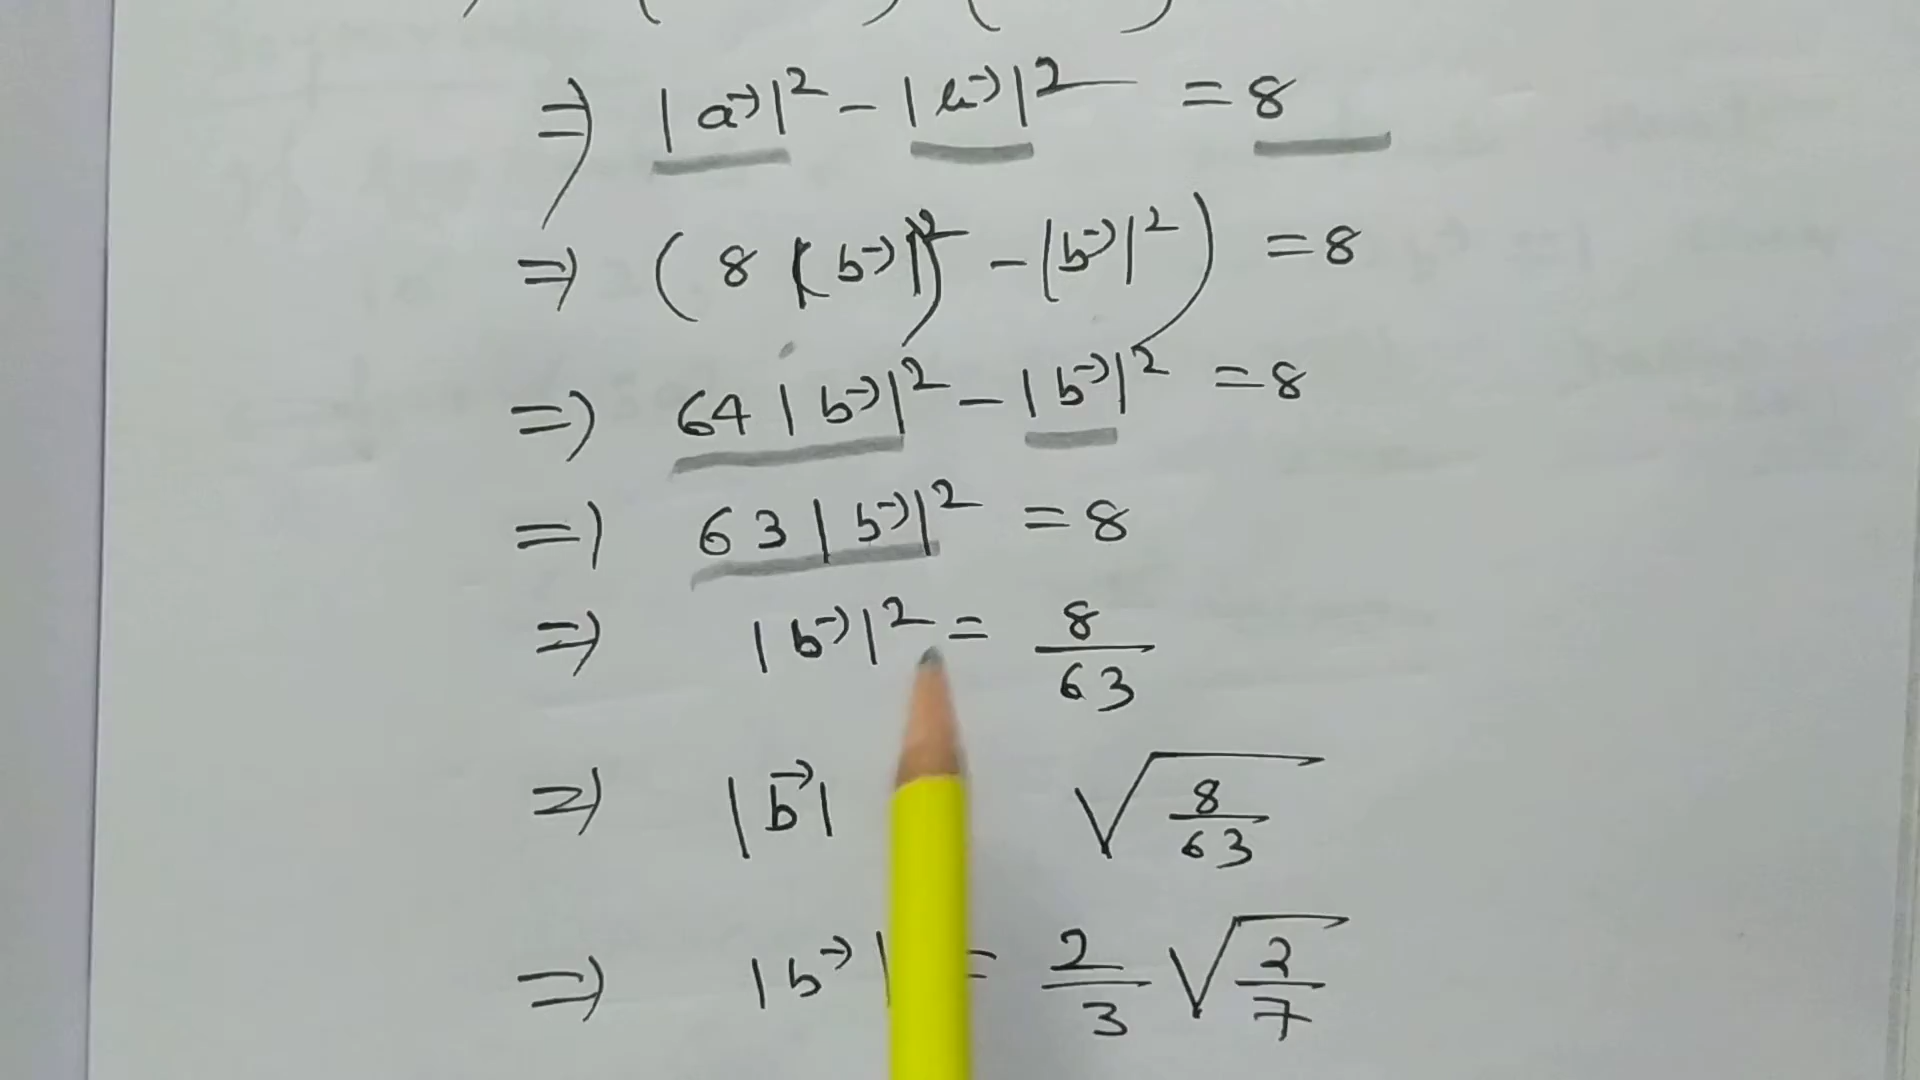 ⇒ |a→|² - |b→|² = 8
⇒ (8 |b→|)² - |b→|²) = 8
⇒ 64 |b→|² - |b→|² = 8
⇒ 63 |b→|² = 8
⇒ |b→|² = 8/63
⇒ |b→| √(8/63)
⇒ |b→| = 2/3 √(2/7)